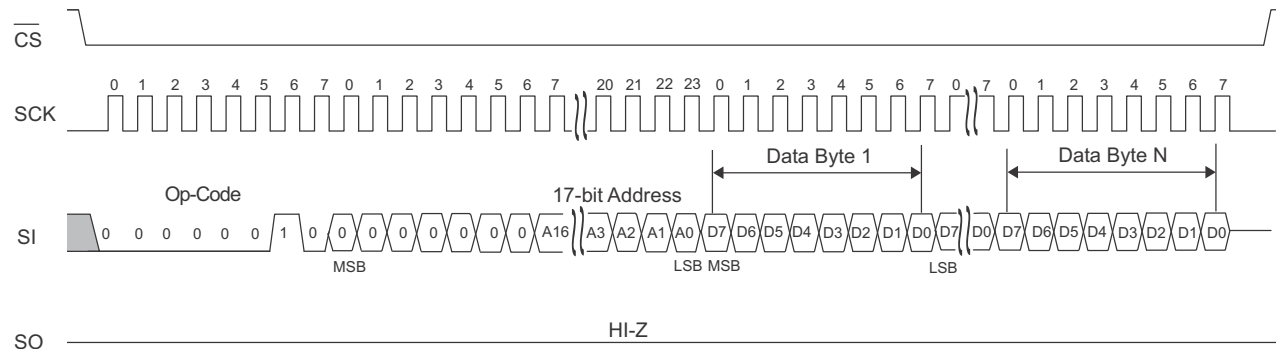 CS
0 1 2 3 4 5 6 7 0 1 2 3 4 5 6 7 20 21 22 23 0 1 2 3 4 5 6 7 0 7 0 1 2 3 4 5 6 7
SCK
Data Byte 1 Data Byte N
Op-Code 17-bit Address
SI 0 0 0 0 0 0 1 0 0 0 0 0 0 0 0 A16 A3 A2 A1 A0 D7 D6 D5 D4 D3 D2 D1 D0 D7 D0 D7 D6 D5 D4 D3 D2 D1 D0
MSB LSB MSB LSB
HI-Z
SO